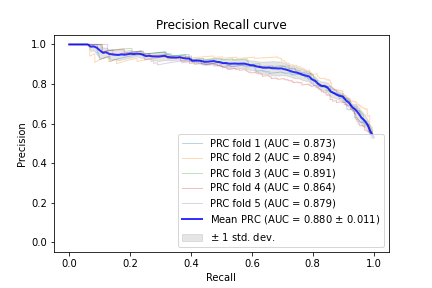 Precision Recall curve
1.0
0.8
0.6
0.4
0.2
0.0
Precision
PRC fold 1 (AUC = 0.873)
PRC fold 2 (AUC = 0.894)
PRC fold 3 (AUC = 0.891)
PRC fold 4 (AUC = 0.864)
PRC fold 5 (AUC = 0.879)
Mean PRC (AUC = 0.880 ± 0.011)
± 1 std. dev.
0.0 0.2 0.4 0.6 0.8 1.0
Recall